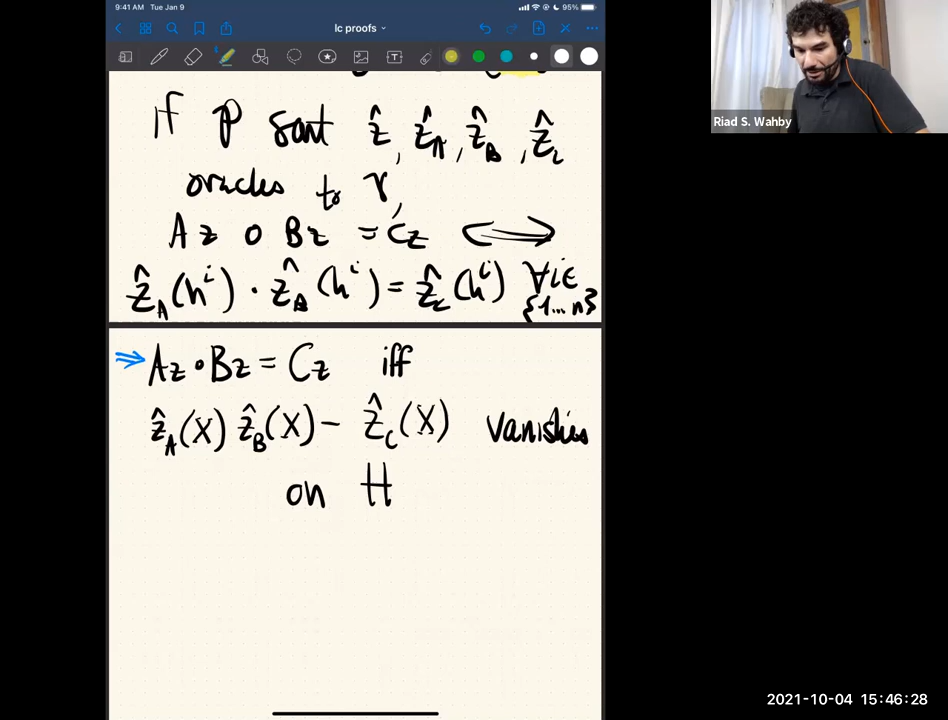 9:41 AM Tue Jan 9
95%
lc proofs
If P sent ẑ, ẑ_A, ẑ_B, ẑ_C
oracles to V,
Az ∘ Bz = Cz ⟺
ẑ_A(h^i) · ẑ_B(h^i) = ẑ_C(h^i) ∀i∈
{1...n}
⇒ Az ∘ Bz = Cz iff
ẑ_A(X) ẑ_B(X) − ẑ_C(X) vanishes
on H
Riad S. Wahby
2021-10-04 15:46:28